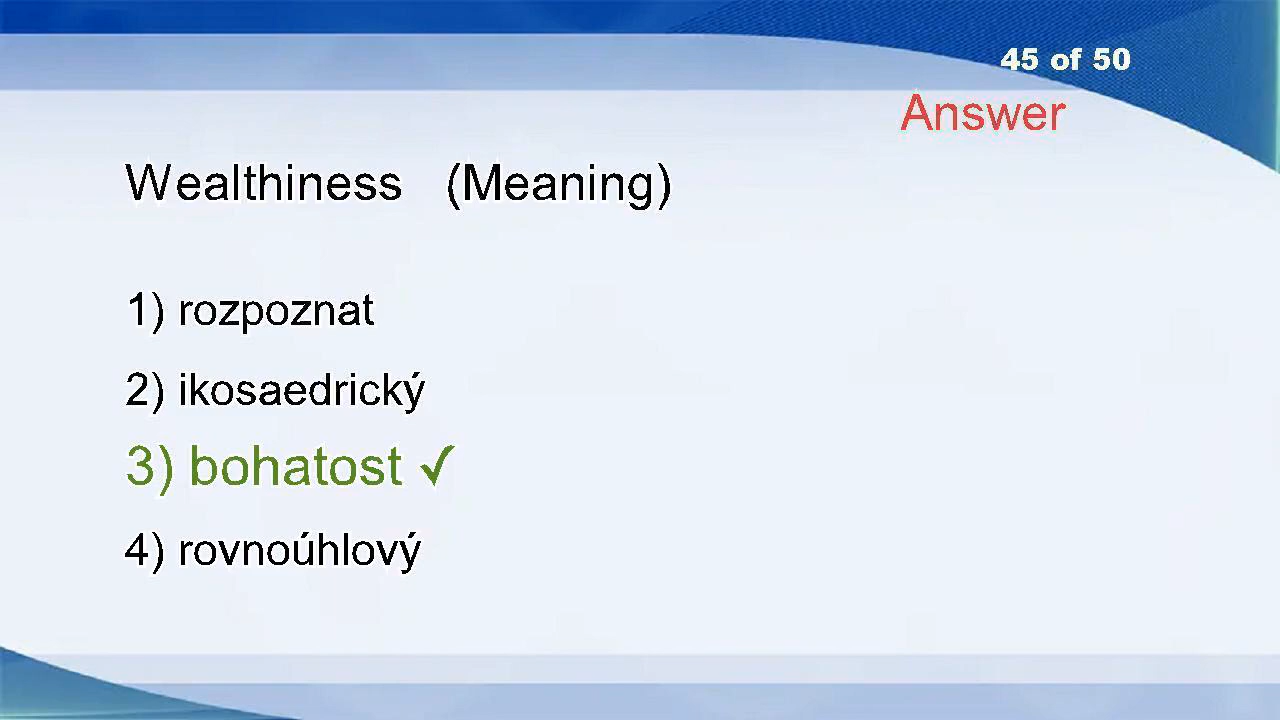 45 of 50
Answer
Wealthiness (Meaning)
1) rozpoznat
2) ikosaedrický
3) bohatost ✓
4) rovnoúhlový